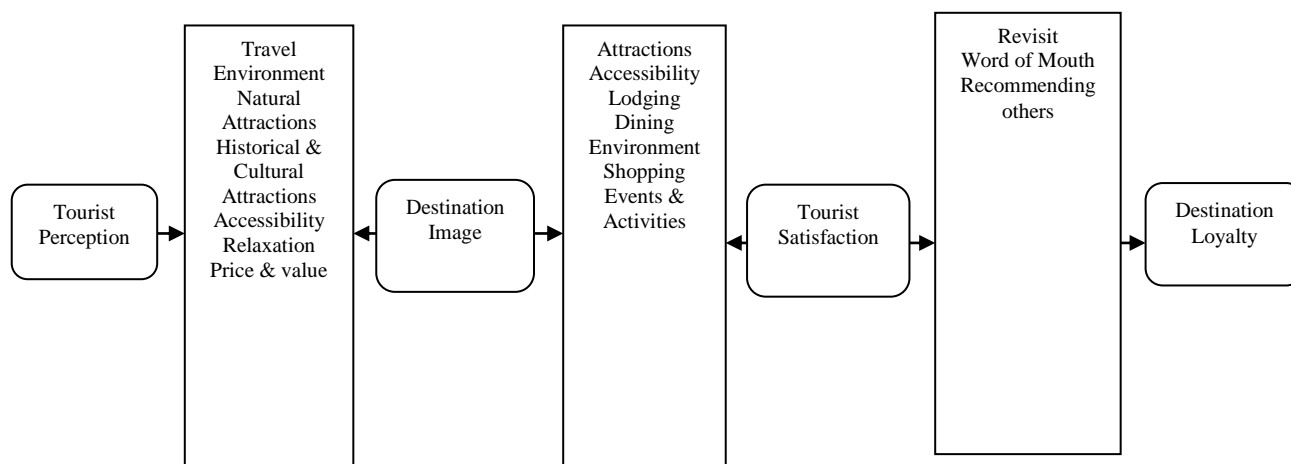 Tourist
Perception
Travel
Environment
Natural
Attractions
Historical &
Cultural
Attractions
Accessibility
Relaxation
Price & value
Destination
Image
Attractions
Accessibility
Lodging
Dining
Environment
Shopping
Events &
Activities
Tourist
Satisfaction
Revisit
Word of Mouth
Recommending
others
Destination
Loyalty